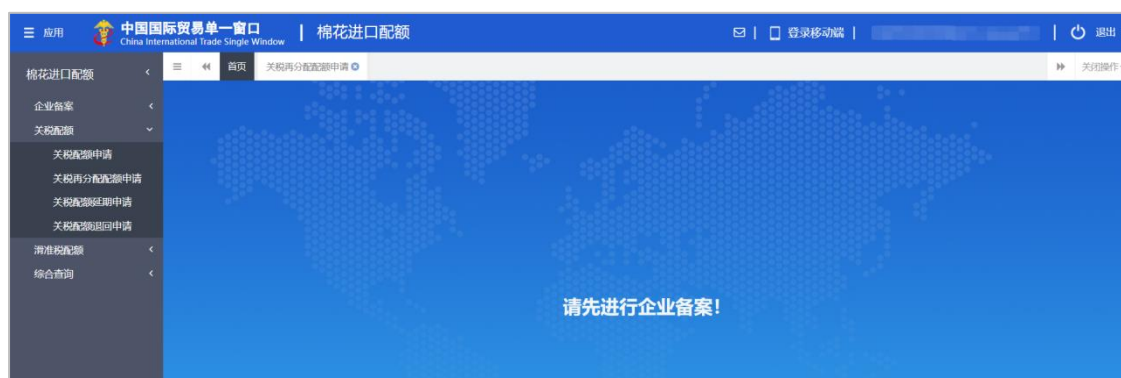 应用
中国国际贸易单一窗口
China International Trade Single Window
棉花进口配额
登录移动端
退出
棉花进口配额
首页
关税再分配配额申请
关闭操作
企业备案
关税配额
关税配额申请
关税再分配配额申请
关税配额延期申请
关税配额退回申请
滑准税配额
综合查询
请先进行企业备案！